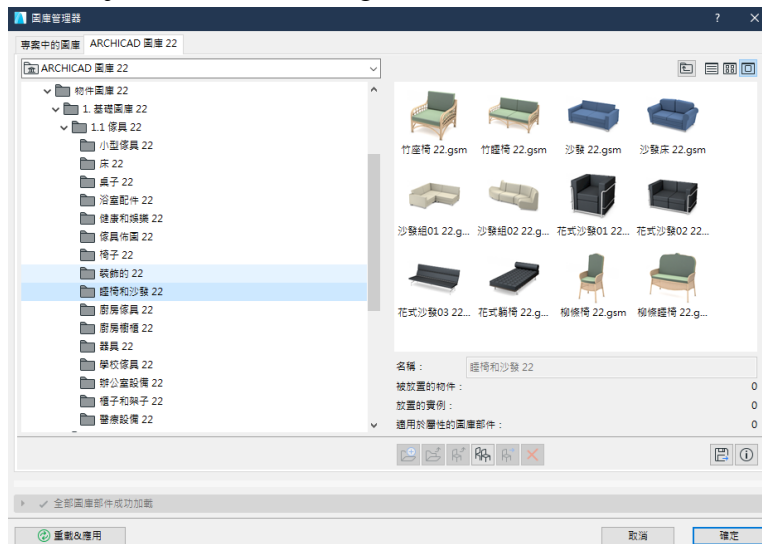 圖庫管理器
?
專案中的圖庫 ARCHICAD 圖庫 22
ARCHICAD 圖庫 22
物件圖庫 22
1. 基礎圖庫 22
1.1 傢具 22
小型傢具 22
床 22
桌子 22
浴室配件 22
健康和娛樂 22
傢具佈圖 22
椅子 22
裝飾的 22
睡椅和沙發 22
廚房傢具 22
廚房櫥櫃 22
器具 22
學校傢具 22
辦公室設備 22
櫃子和架子 22
醫療設備 22
竹座椅 22.gsm 竹睡椅 22.gsm 沙發 22.gsm 沙發床 22.gsm
沙發組01 22.g... 沙發組02 22.g... 花式沙發01 22... 花式沙發02 22...
花式沙發03 22... 花式躺椅 22.g... 柳條椅 22.gsm 柳條睡椅 22.g...
名稱： 睡椅和沙發 22
被放置的物件： 0
放置的實例： 0
適用於屬性的圖庫部件： 0
全部圖庫部件成功加載
重載&應用 取消 確定